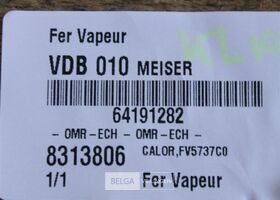 Fer Vapeur
VDB 010 MEISER
64191282
- OMR-ECH - OMR-ECH -
8313806 CALOR,FV5737C0
1/1 Fer Vapeur
BELGA